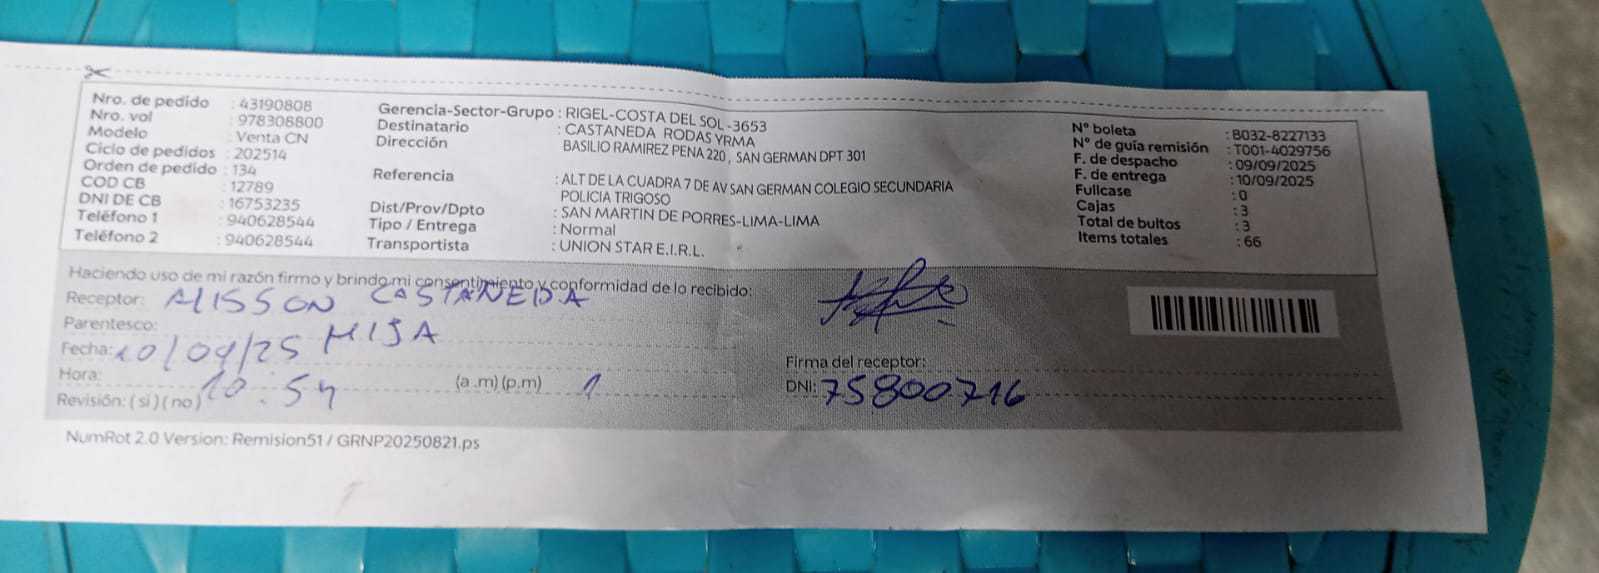 Nro. de pedido : 43190808
Nro. vol : 978308800
Modelo : Venta CN
Ciclo de pedidos : 202514
Orden de pedido : 134
COD CB : 12789
DNI DE CB : 16753235
Teléfono 1 : 940628544
Teléfono 2 : 940628544
Gerencia-Sector-Grupo : RIGEL-COSTA DEL SOL-3653
Destinatario : CASTANEDA RODAS YRMA
Dirección BASILIO RAMIREZ PENA 220, SAN GERMAN DPT 301
Referencia : ALT DE LA CUADRA 7 DE AV SAN GERMAN COLEGIO SECUNDARIA
POLICIA TRIGOSO
Dist/Prov/Dpto : SAN MARTIN DE PORRES-LIMA-LIMA
Tipo / Entrega : Normal
Transportista : UNION STAR E.I.R.L.
N° boleta : B032-8227133
N° de guía remisión : T001-4029756
F. de despacho : 09/09/2025
F. de entrega : 10/09/2025
Fullcase : 0
Cajas : 3
Total de bultos : 3
Items totales : 66
Haciendo uso de mi razón firmo y brindo mi consentimiento y conformidad de lo recibido:
Receptor: ALISSON CASTAÑEDA
Parentesco: HIJA
Fecha: 10/09/25
Hora: 10:54 (a .m) (p.m) 1
Revisión: ( si ) ( no )
Firma del receptor:
DNI: 75800716
NumRot 2.0 Version: Remision51 / GRNP20250821.ps